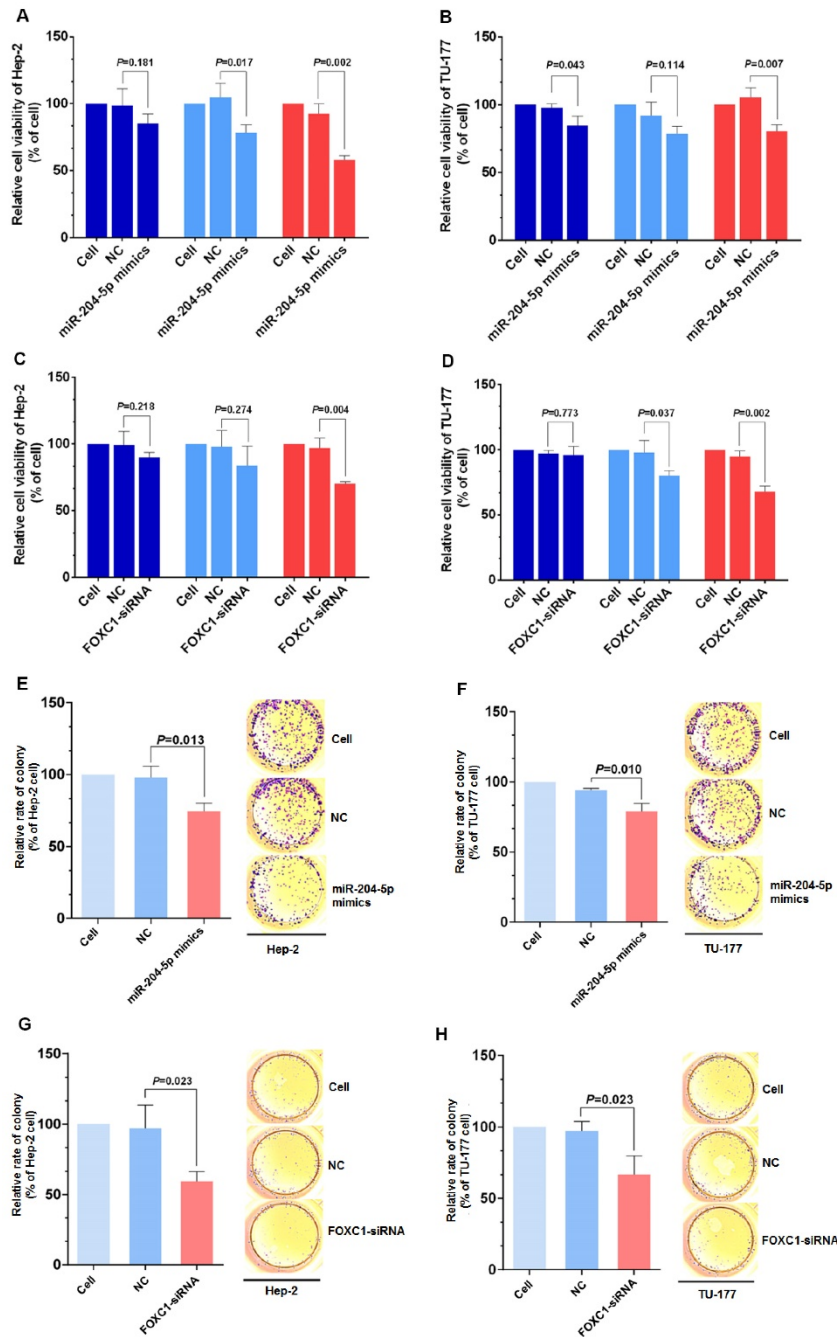 A
Relative cell viability of Hep-2
(% of cell)
150
100
50
0
P=0.181
P=0.017
P=0.002
Cell
NC
miR-204-5p mimics
Cell
NC
miR-204-5p mimics
Cell
NC
miR-204-5p mimics
B
Relative cell viability of TU-177
(% of cell)
150
100
50
0
P=0.043
P=0.114
P=0.007
Cell
NC
miR-204-5p mimics
Cell
NC
miR-204-5p mimics
Cell
NC
miR-204-5p mimics
C
Relative cell viability of Hep-2
(% of cell)
150
100
50
0
P=0.218
P=0.274
P=0.004
Cell
NC
FOXC1-siRNA
Cell
NC
FOXC1-siRNA
Cell
NC
FOXC1-siRNA
D
Relative cell viability of TU-177
(% of cell)
150
100
50
0
P=0.773
P=0.037
P=0.002
Cell
NC
FOXC1-siRNA
Cell
NC
FOXC1-siRNA
Cell
NC
FOXC1-siRNA
E
Relative rate of colony
(% of Hep-2 cell)
150
100
50
0
P=0.013
Cell
NC
miR-204-5p mimics
Cell
NC
miR-204-5p
mimics
Hep-2
F
Relative rate of colony
(% of TU-177 cell)
150
100
50
0
P=0.010
Cell
NC
miR-204-5p mimics
Cell
NC
miR-204-5p
mimics
TU-177
G
Relative rate of colony
(% of Hep-2 cell)
150
100
50
0
P=0.023
Cell
NC
FOXC1-siRNA
Cell
NC
FOXC1-siRNA
Hep-2
H
Relative rate of colony
(% of TU-177 cell)
150
100
50
0
P=0.023
Cell
NC
FOXC1-siRNA
Cell
NC
FOXC1-siRNA
TU-177